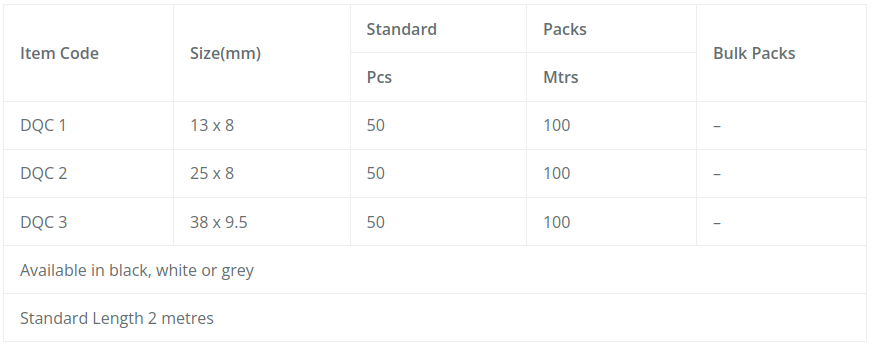 Item Code Size(mm) Standard Packs Bulk Packs
Pcs Mtrs
DQC 1 13 x 8 50 100 –
DQC 2 25 x 8 50 100 –
DQC 3 38 x 9.5 50 100 –
Available in black, white or grey
Standard Length 2 metres